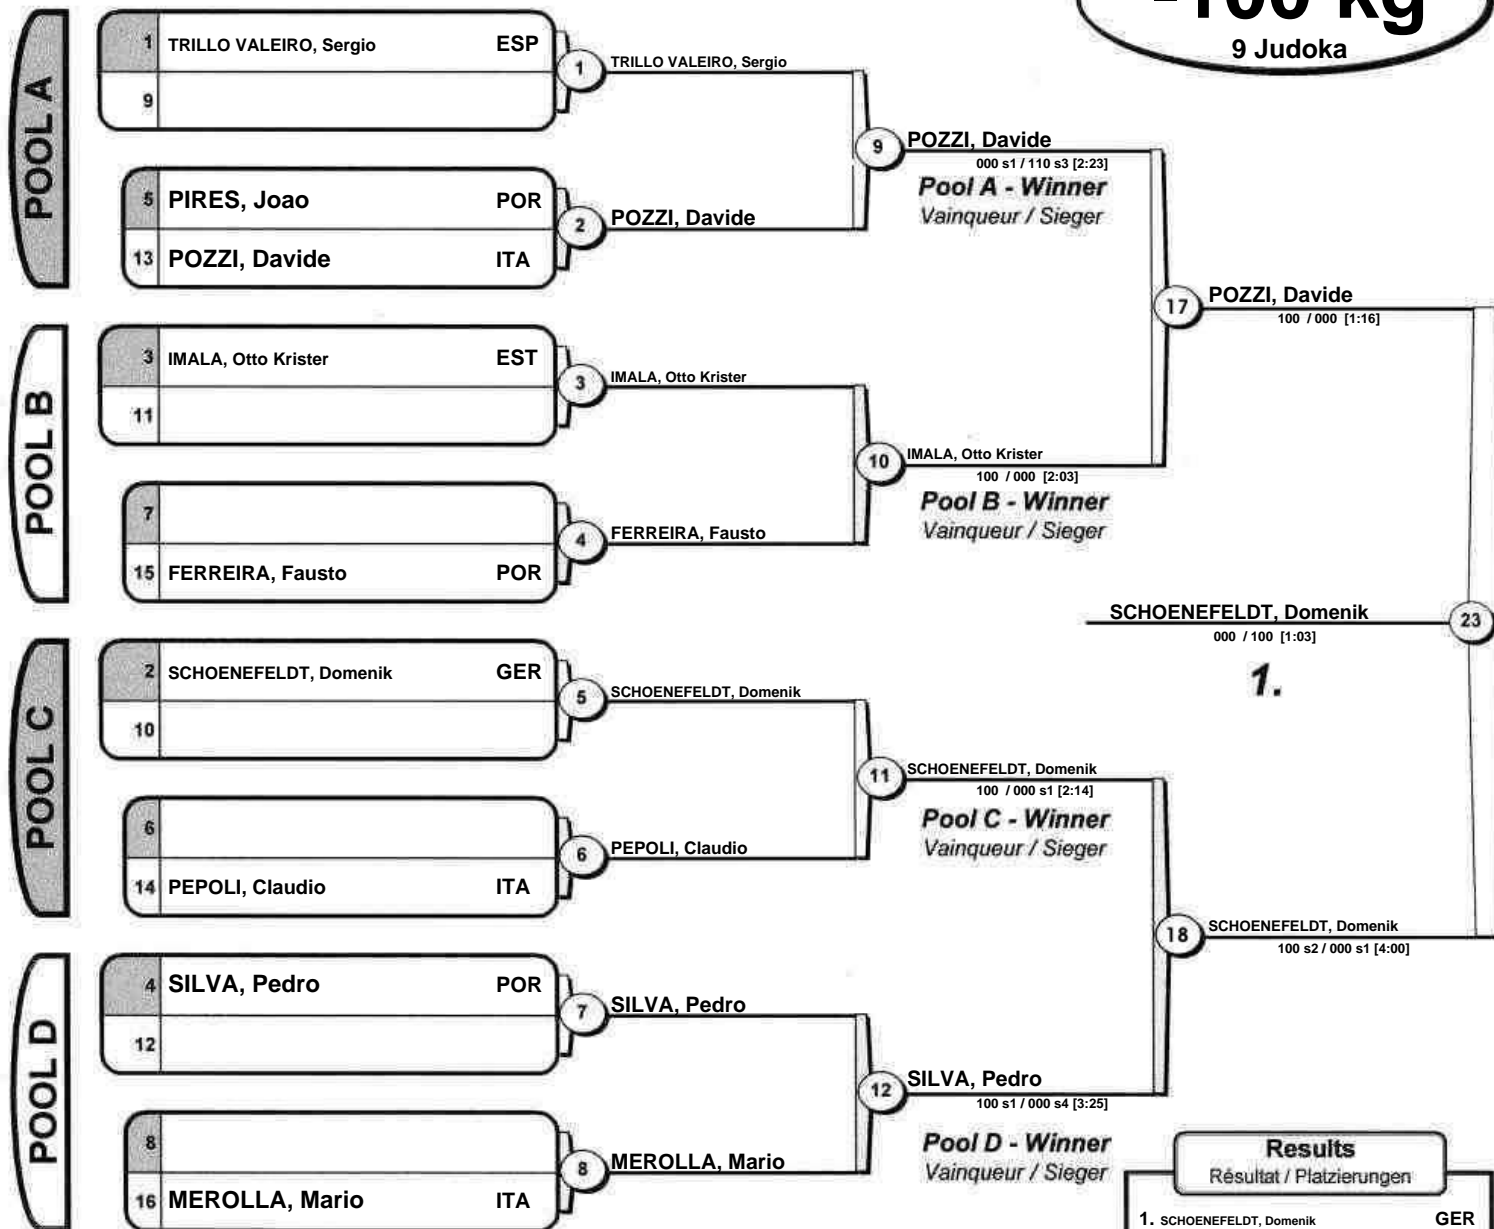 -100 kg
9 Judoka
POOL A
1 TRILLO VALEIRO, Sergio ESP
9
1
TRILLO VALEIRO, Sergio
5 PIRES, Joao POR
13 POZZI, Davide ITA
2
POZZI, Davide
9
POZZI, Davide
000 s1 / 110 s3 [2:23]
Pool A - Winner
Vainqueur / Sieger
POOL B
3 IMALA, Otto Krister EST
11
3
IMALA, Otto Krister
7
15 FERREIRA, Fausto POR
4
FERREIRA, Fausto
10
IMALA, Otto Krister
100 / 000 [2:03]
Pool B - Winner
Vainqueur / Sieger
17
POZZI, Davide
100 / 000 [1:16]
POOL C
2 SCHOENEFELDT, Domenik GER
10
5
SCHOENEFELDT, Domenik
6
14 PEPOLI, Claudio ITA
6
PEPOLI, Claudio
11
SCHOENEFELDT, Domenik
100 / 000 s1 [2:14]
Pool C - Winner
Vainqueur / Sieger
POOL D
4 SILVA, Pedro POR
12
7
SILVA, Pedro
8
16 MEROLLA, Mario ITA
8
MEROLLA, Mario
12
SILVA, Pedro
100 s1 / 000 s4 [3:25]
Pool D - Winner
Vainqueur / Sieger
18
SCHOENEFELDT, Domenik
100 s2 / 000 s1 [4:00]
SCHOENEFELDT, Domenik
000 / 100 [1:03]
1.
23
Results
Résultat / Platzierungen
1. SCHOENEFELDT, Domenik GER